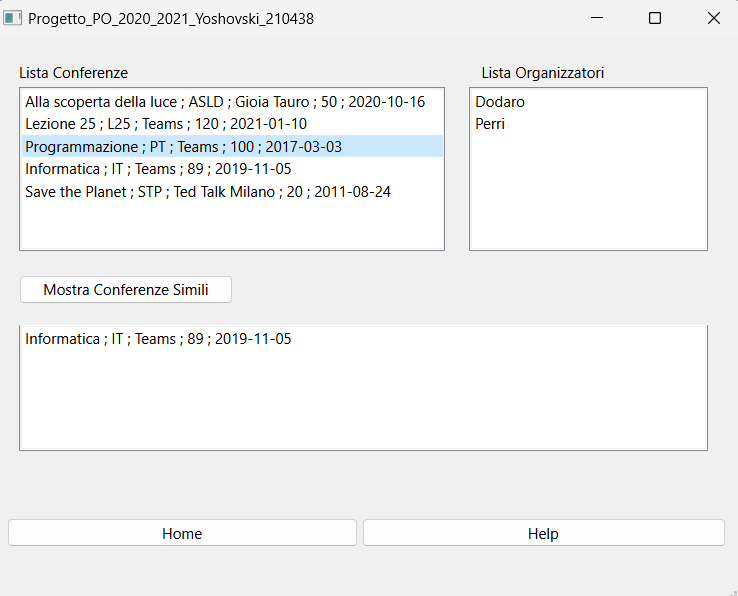 Progetto_PO_2020_2021_Yoshovski_210438
Lista Conferenze
Lista Organizzatori
Alla scoperta della luce ; ASLD ; Gioia Tauro ; 50 ; 2020-10-16
Lezione 25 ; L25 ; Teams ; 120 ; 2021-01-10
Programmazione ; PT ; Teams ; 100 ; 2017-03-03
Informatica ; IT ; Teams ; 89 ; 2019-11-05
Save the Planet ; STP ; Ted Talk Milano ; 20 ; 2011-08-24
Dodaro
Perri
Mostra Conferenze Simili
Informatica ; IT ; Teams ; 89 ; 2019-11-05
Home
Help